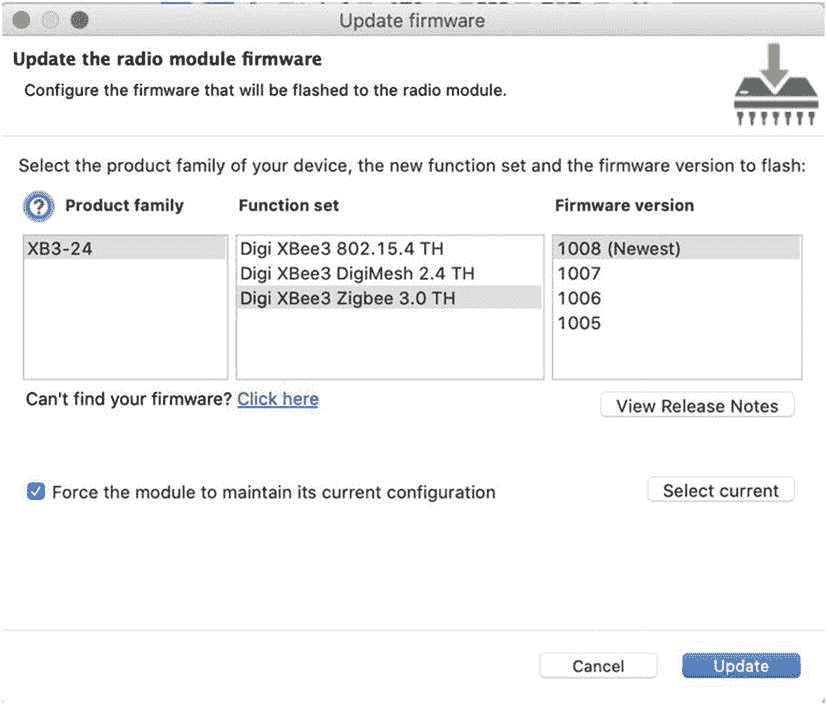 Update firmware
Update the radio module firmware
Configure the firmware that will be flashed to the radio module.
Select the product family of your device, the new function set and the firmware version to flash:
? Product family Function set Firmware version
XB3-24 Digi XBee3 802.15.4 TH 1008 (Newest)
Digi XBee3 DigiMesh 2.4 TH 1007
Digi XBee3 Zigbee 3.0 TH 1006
1005
Can't find your firmware? Click here
View Release Notes
Force the module to maintain its current configuration Select current
Cancel Update